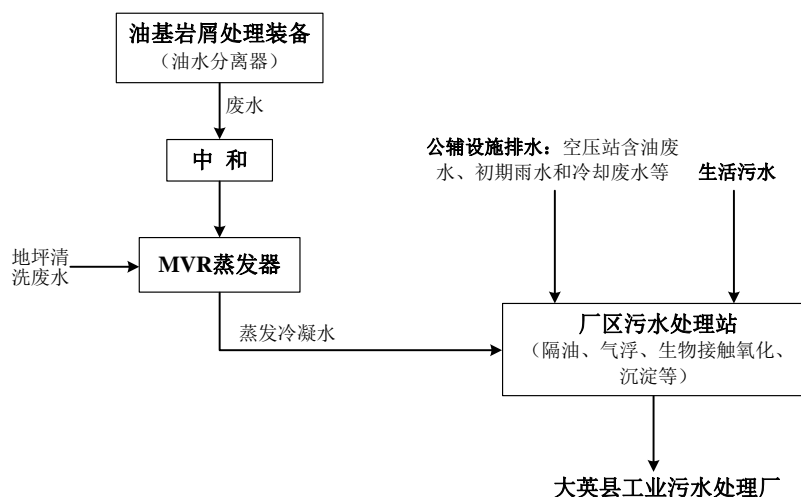 油基岩屑处理装备
（油水分离器）
废水
中 和
公辅设施排水：空压站含油废
水、初期雨水和冷却废水等
生活污水
地坪清
洗废水
MVR蒸发器
蒸发冷凝水
厂区污水处理站
（隔油、气浮、生物接触氧化、
沉淀等）
大英县工业污水处理厂